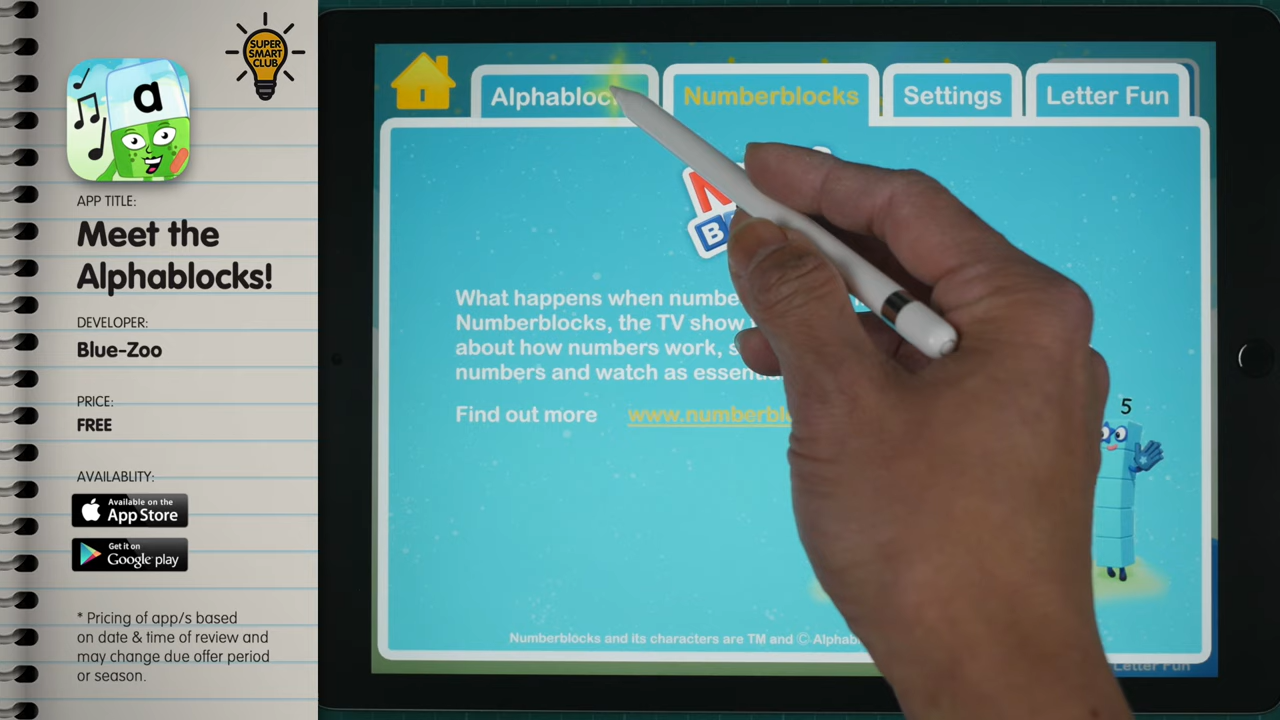 SUPER
SMART
CLUB
a
APP TITLE:
Meet the
Alphablocks!
DEVELOPER:
Blue-Zoo
PRICE:
FREE
AVAILABLITY:
Available on the
App Store
Get it on
Google play
* Pricing of app/s based
on date & time of review and
may change due offer period
or season.
Numberblocks Settings Letter Fun
What happens when
Numberblocks, the TV show
about how numbers work,
numbers and watch as
Find out more
5
Numberblocks and its characters are TM and ©
Letter Fun